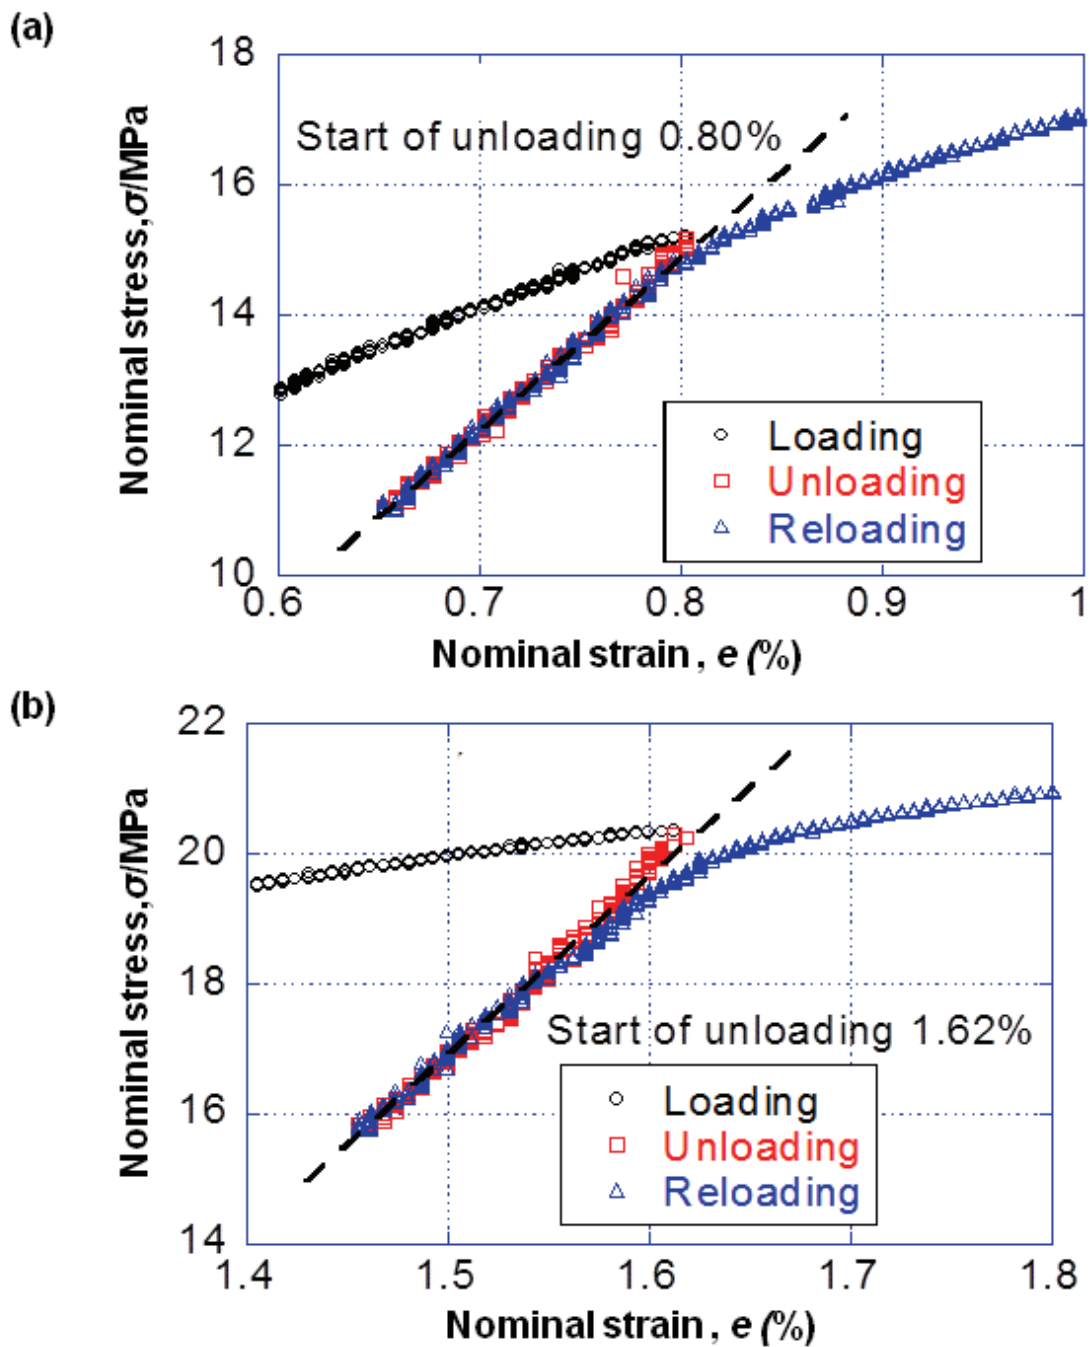 (a)
18
16
14
12
10
Nominal stress,σ/MPa
Start of unloading 0.80%
Loading
Unloading
Reloading
0.6 0.7 0.8 0.9 1
Nominal strain , e (%)
(b)
22
20
18
16
14
Nominal stress,σ/MPa
Start of unloading 1.62%
Loading
Unloading
Reloading
1.4 1.5 1.6 1.7 1.8
Nominal strain , e (%)